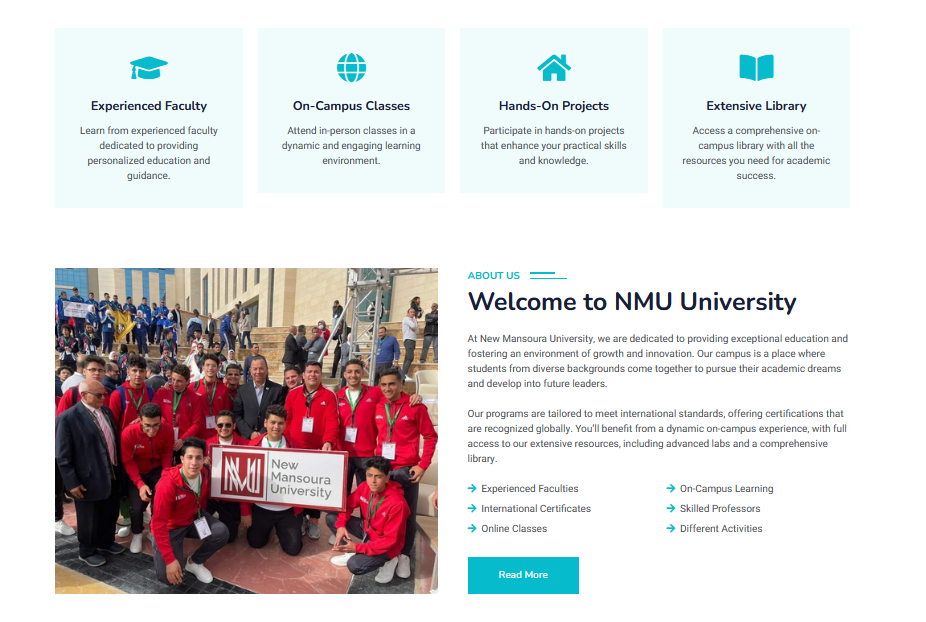 Experienced Faculty
Learn from experienced faculty
dedicated to providing
personalized education and
guidance.
On-Campus Classes
Attend in-person classes in a
dynamic and engaging learning
environment.
Hands-On Projects
Participate in hands-on projects
that enhance your practical skills
and knowledge.
Extensive Library
Access a comprehensive on-
campus library with all the
resources you need for academic
success.
NMU
New
Mansoura
University
ABOUT US
Welcome to NMU University
At New Mansoura University, we are dedicated to providing exceptional education and
fostering an environment of growth and innovation. Our campus is a place where
students from diverse backgrounds come together to pursue their academic dreams
and develop into future leaders.
Our programs are tailored to meet international standards, offering certifications that
are recognized globally. You'll benefit from a dynamic on-campus experience, with full
access to our extensive resources, including advanced labs and a comprehensive
library.
Experienced Faculties
On-Campus Learning
International Certificates
Skilled Professors
Online Classes
Different Activities
Read More